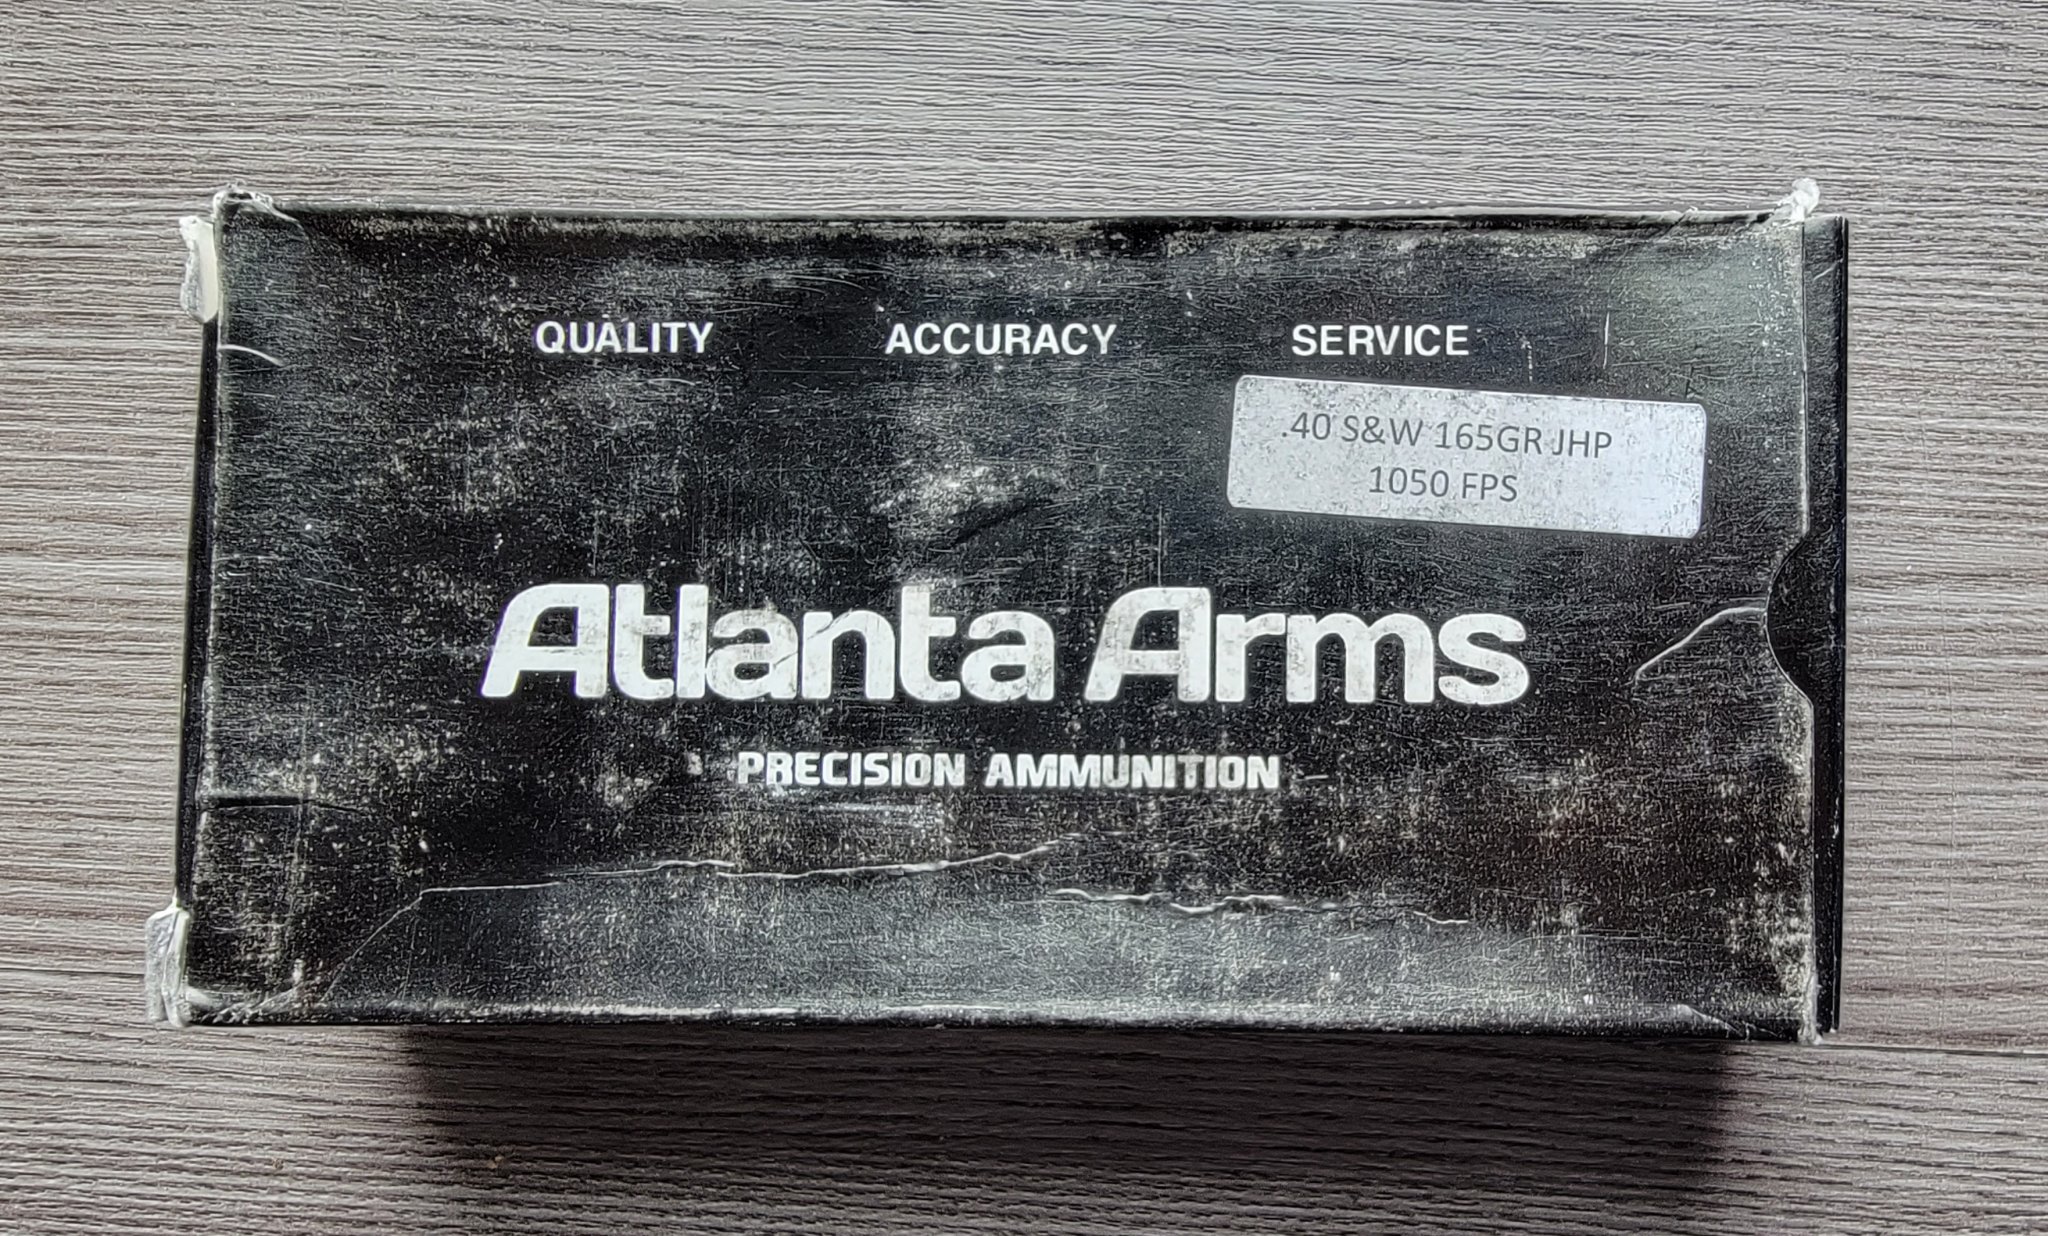 QUALITY ACCURACY SERVICE
.40 S&W 165GR JHP
1050 FPS
Atlanta Arms
PRECISION AMMUNITION